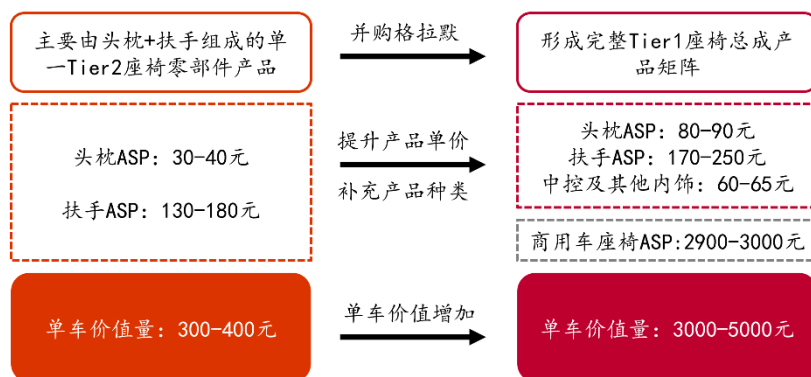 主要由头枕+扶手组成的单
一Tier2座椅零部件产品
并购格拉默
形成完整Tier1座椅总成产
品矩阵
头枕ASP：30-40元
扶手ASP：130-180元
提升产品单价
补充产品种类
头枕ASP：80-90元
扶手ASP：170-250元
中控及其他内饰：60-65元
商用车座椅ASP:2900-3000元
单车价值量：300-400元
单车价值增加
单车价值量：3000-5000元